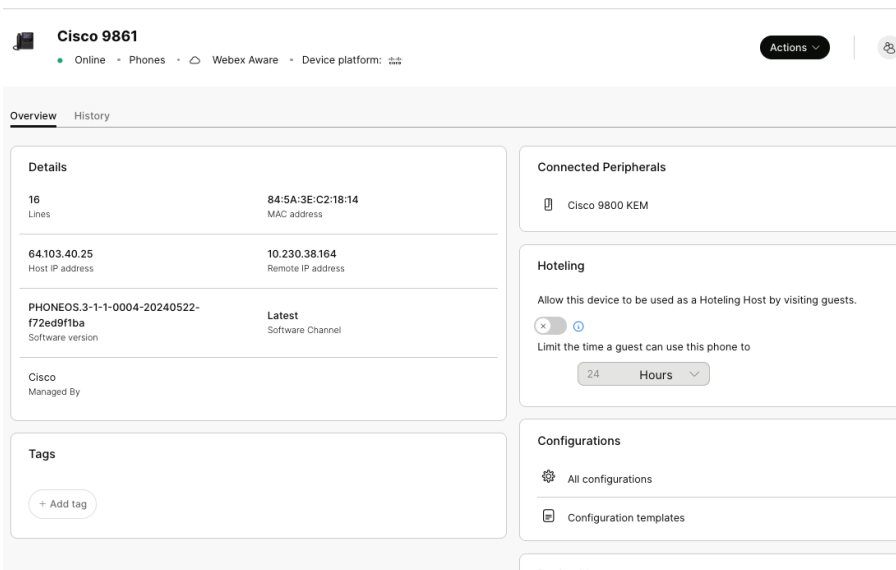 Cisco 9861
Online • Phones • Webex Aware • Device platform:
Actions
Overview History
Details
16
Lines
84:5A:3E:C2:18:14
MAC address
64.103.40.25
Host IP address
10.230.38.164
Remote IP address
PHONEOS.3-1-1-0004-20240522-
f72ed9f1ba
Software version
Latest
Software Channel
Cisco
Managed By
Tags
+ Add tag
Connected Peripherals
Cisco 9800 KEM
Hoteling
Allow this device to be used as a Hoteling Host by visiting guests.
Limit the time a guest can use this phone to
24 Hours
Configurations
All configurations
Configuration templates